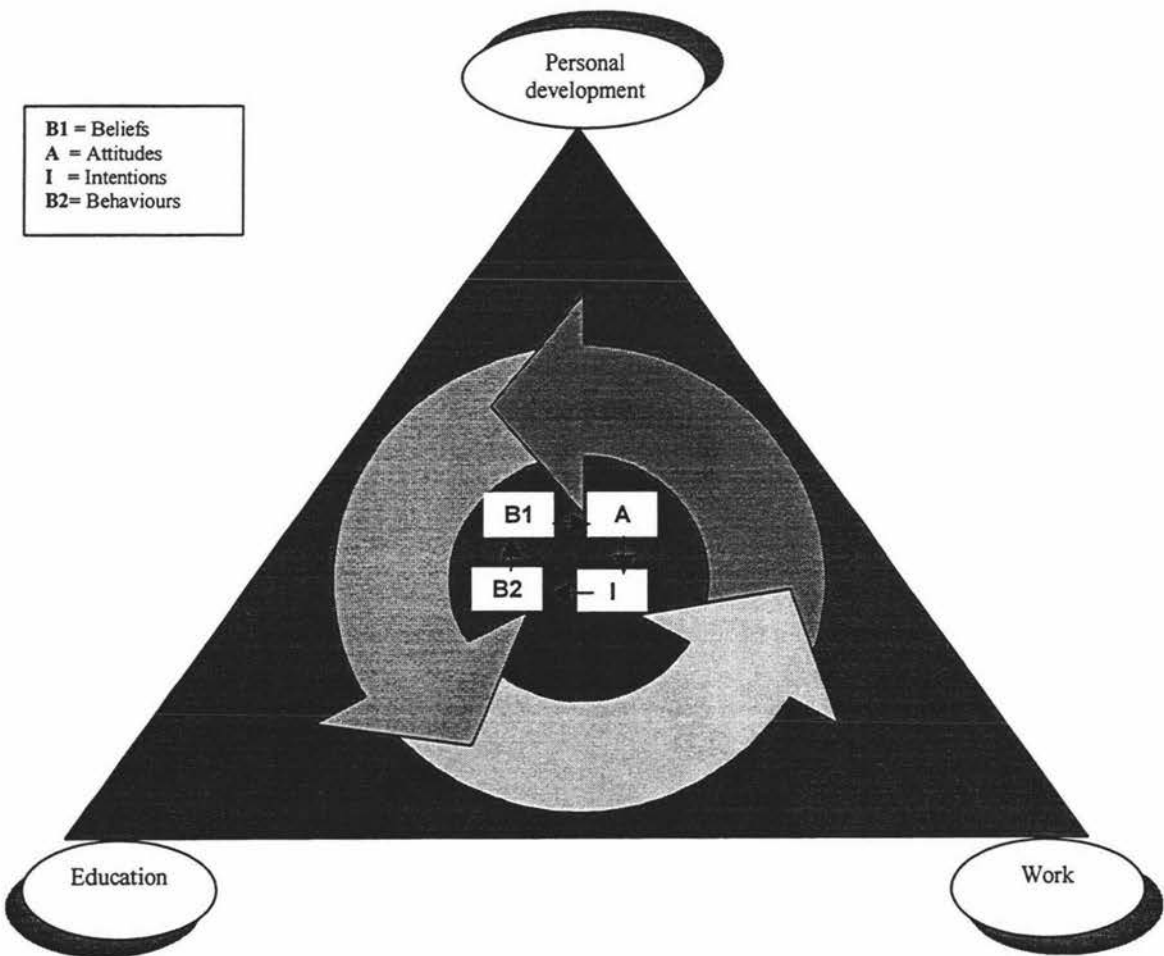 Personal
development
B1 = Beliefs
A = Attitudes
I = Intentions
B2= Behaviours
B1
A
B2
I
Education
Work